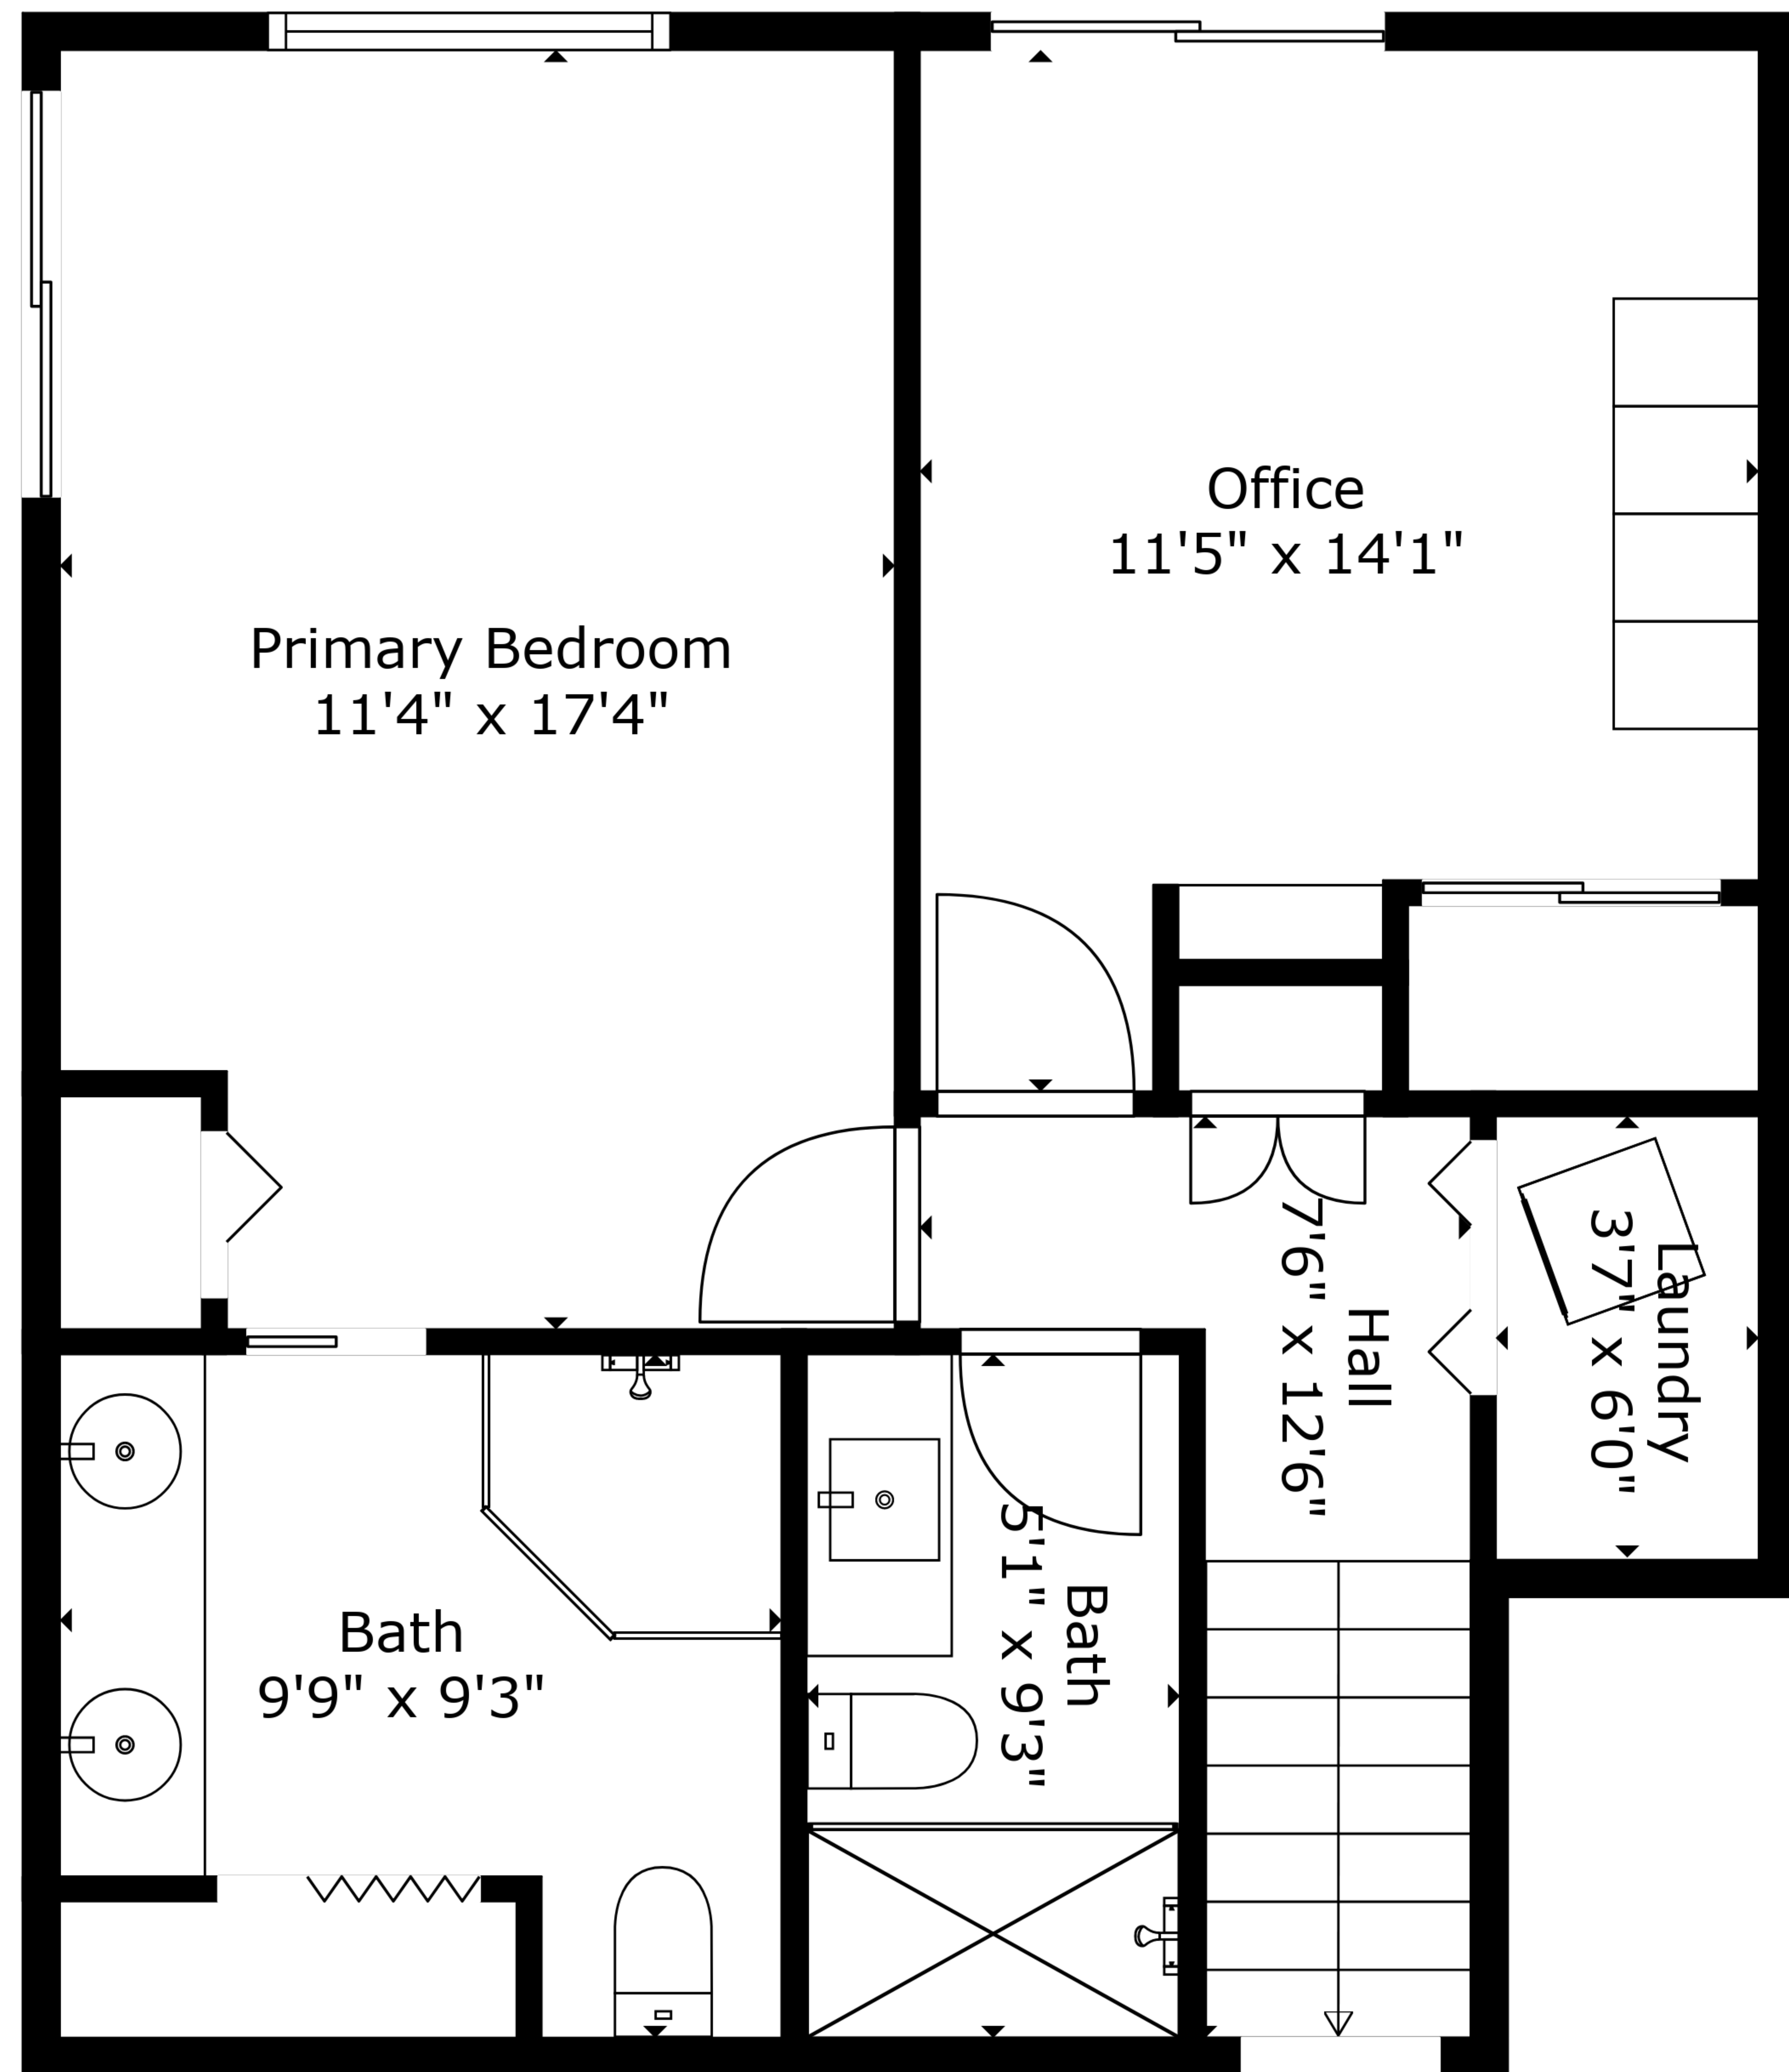 Office
11'5" x 14'1"
Primary Bedroom
11'4" x 17'4"
Hall
7'6" x 12'6"
Laundry
3'7" x 6'0"
Bath
9'9" x 9'3"
Bath
5'1" x 9'3"